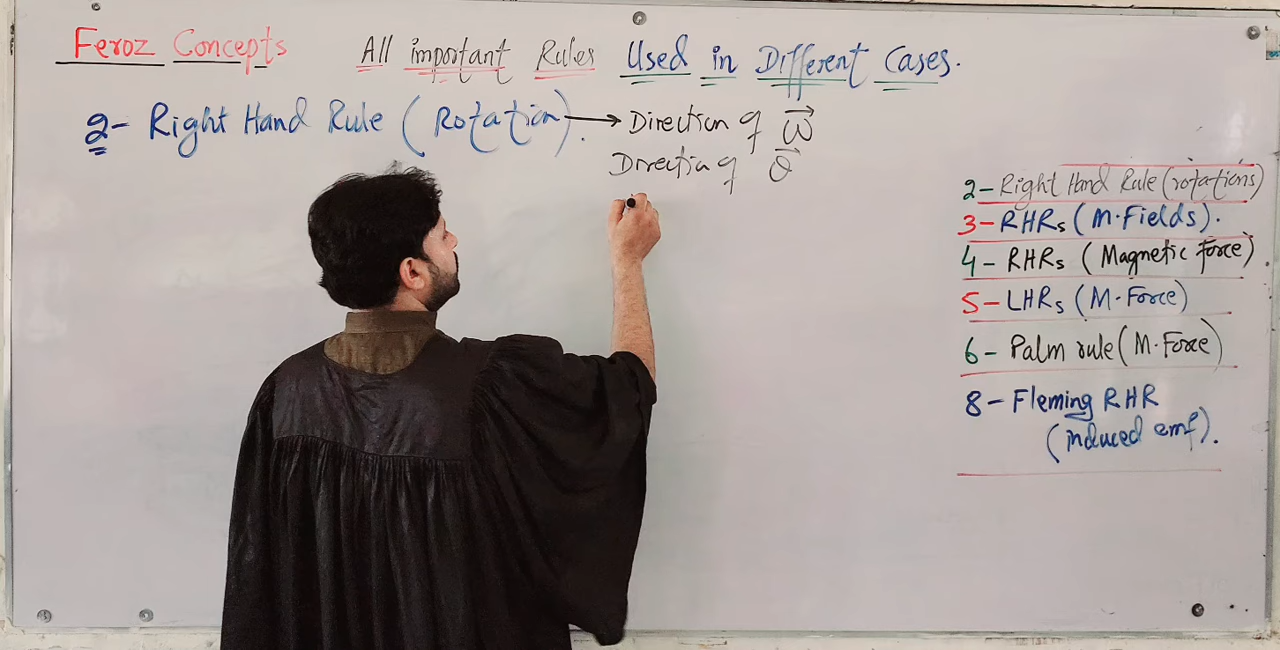 Feroz Concepts All important Rules Used in Different Cases.
2- Right Hand Rule (Rotation). → Direction of ω⃗
Direction of θ⃗
2- Right Hand Rule (rotations)
3- RHRs (M.Fields).
4- RHRs (Magnetic force)
5- LHRs (M.Force)
6- Palm rule (M.Force)
8- Fleming RHR
(induced emf).